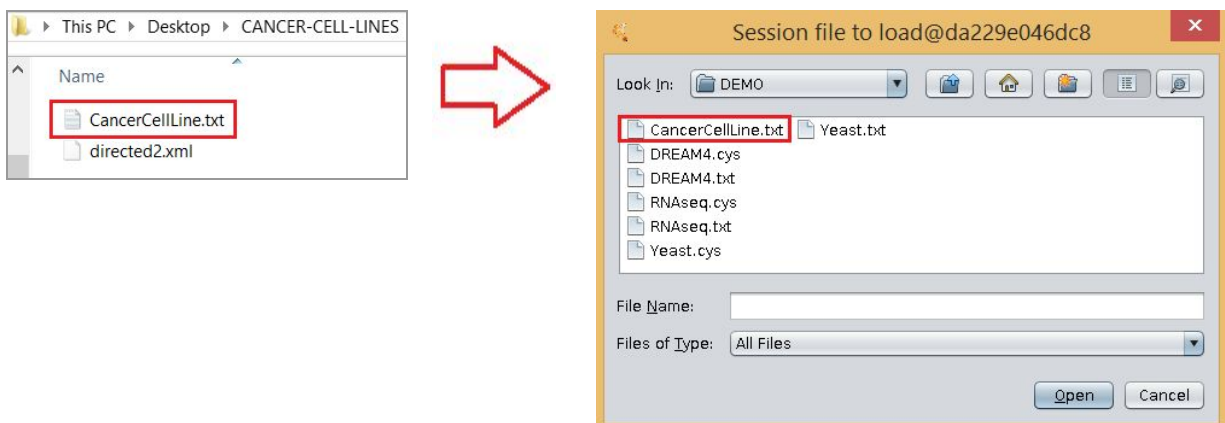 This PC Desktop CANCER-CELL-LINES
Name
CancerCellLine.txt
directed2.xml
Session file to load@da229e046dc8
Look In: DEMO
CancerCellLine.txt Yeast.txt
DREAM4.cys
DREAM4.txt
RNAseq.cys
RNAseq.txt
Yeast.cys
File Name:
Files of Type: All Files
Open Cancel